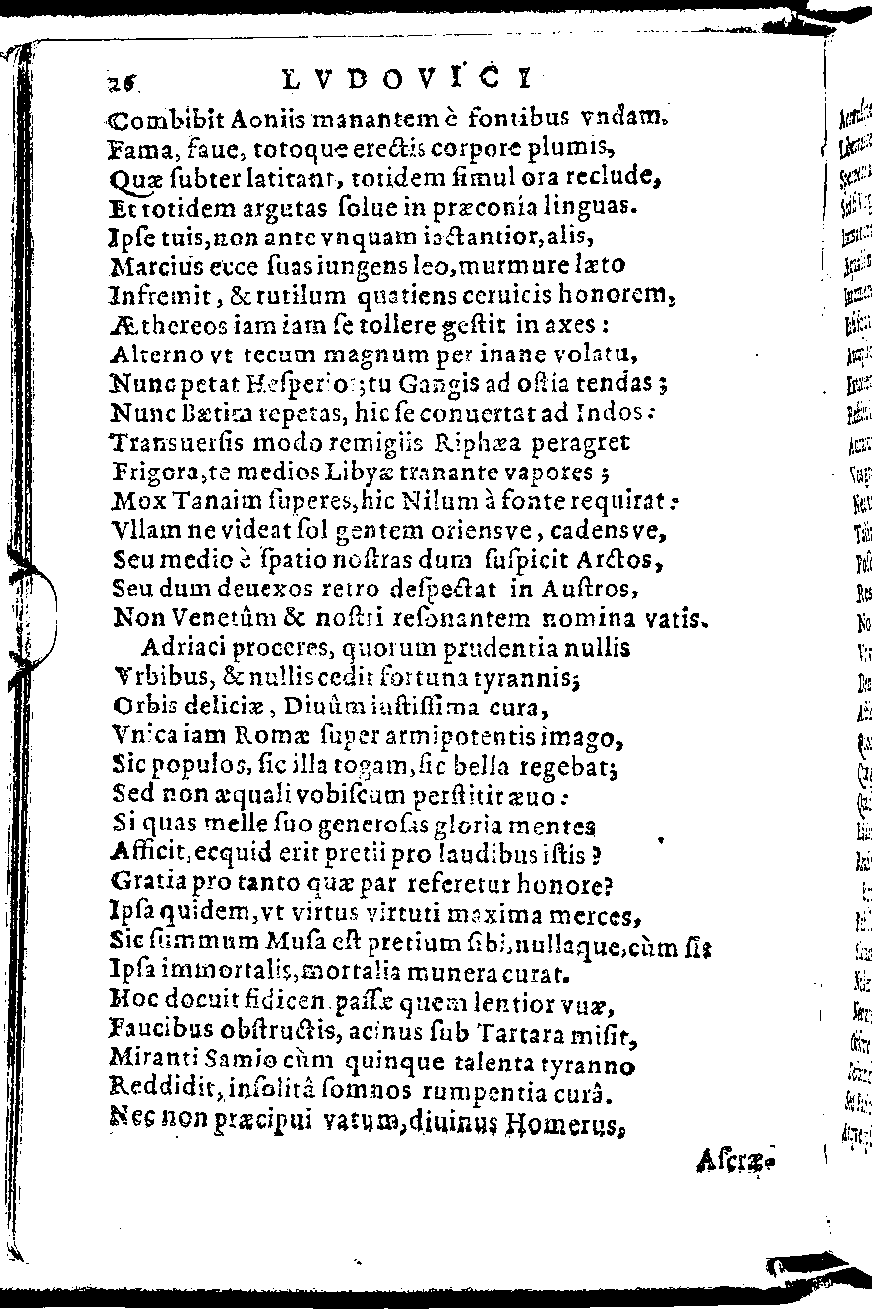 26 LVDOVICI
Combibit Aoniis manantem è fontibus vndam.
Fama, faue, totoque erectis corpore plumis,
Quæ ſubter latitant, totidem ſimul ora reclude,
Et totidem argutas ſolue in præconia linguas.
Ipſe tuis, non ante vnquam iactantior, alis,
Marcius ecce ſuas iungens leo, murmure læto
Infremit, & rutilum quatiens ceruicis honorem,
Æthereos iam iam ſe tollere geſtit in axes:
Alterno vt tecum magnum per inane volatu,
Nunc petat Heſperios; tu Gangis ad oſtia tendas;
Nunc Bætim repetas, hic ſe conuertat ad Indos:
Transuerſis modo remigiis Riphæa peragret
Frigora, te medios Libyæ tranante vapores;
Mox Tanaim ſuperes, hic Nilum à fonte requirat:
Vllam ne videat ſol gentem oriensve, cadensve,
Seu medio è ſpatio noſtras dum ſuſpicit Arctos,
Seu dum deuexos retro deſpectat in Auſtros,
Non Venetûm & noſtri reſonantem nomina vatis.
Adriaci proceres, quorum prudentia nullis
Vrbibus, & nullis cedit fortuna tyrannis;
Orbis deliciæ, Diuûm iuſtiſſima cura,
Vnica iam Romæ ſuper armipotentis imago,
Sic populos, ſic illa togam, ſic bella regebat;
Sed non æquali vobiſcum perſtitit æuo:
Si quas melle ſuo generoſas gloria mentes
Afficit, ecquid erit pretii pro laudibus iſtis?
Gratia pro tanto quæ par referetur honore?
Ipſa quidem, vt virtus virtuti maxima merces,
Sic ſummum Muſa eſt pretium ſibi, nullaque, cùm ſit
Ipſa immortalis, mortalia munera curat.
Hoc docuit fidicen, paſſæ quem lentior vuæ,
Faucibus obſtructis, acinus ſub Tartara miſit,
Miranti Samio cùm quinque talenta tyranno
Reddidit, inſolitâ ſomnos rumpentia curâ.
Nec non præcipui vatum, diuinus Homerus,
Aſcræ-